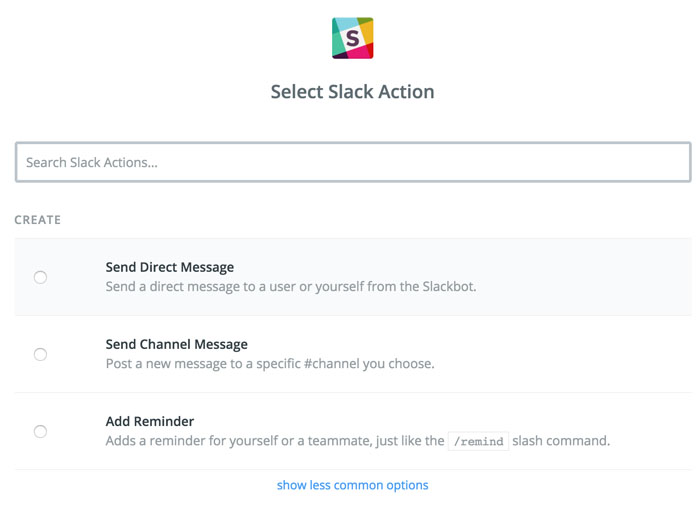 S
Select Slack Action
Search Slack Actions...
CREATE
Send Direct Message
Send a direct message to a user or yourself from the Slackbot.
Send Channel Message
Post a new message to a specific #channel you choose.
Add Reminder
Adds a reminder for yourself or a teammate, just like the /remind slash command.
show less common options